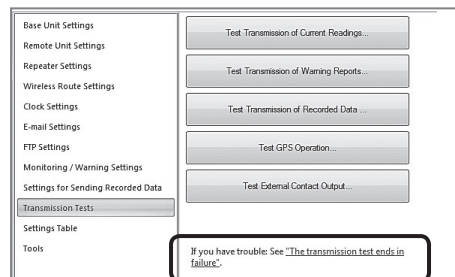 Base Unit Settings
Remote Unit Settings
Repeater Settings
Wireless Route Settings
Clock Settings
E-mail Settings
FTP Settings
Monitoring / Warning Settings
Settings for Sending Recorded Data
Transmission Tests
Settings Table
Tools
Test Transmission of Current Readings...
Test Transmission of Warning Reports...
Test Transmission of Recorded Data ...
Test GPS Operation...
Test External Contact Output...
If you have trouble: See "The transmission test ends in
failure".